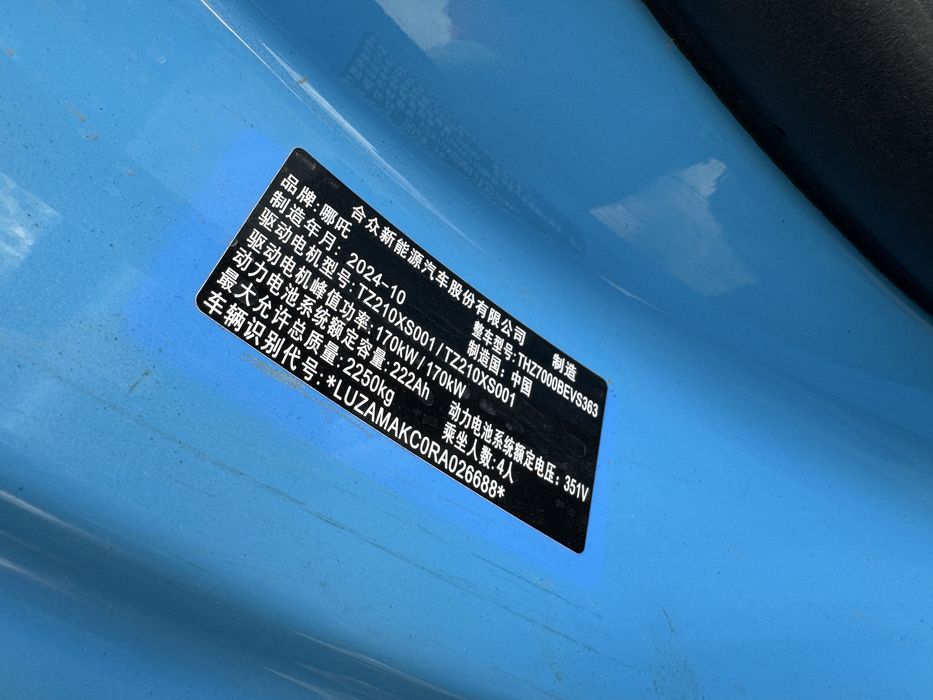 合众新能源汽车股份有限公司 制造
品牌:哪吒 整车型号:THZ7000BEVS363
制造年月: 2024-10 制造国: 中国
驱动电机型号: TZ210XS001/TZ210XS001
驱动电机峰值功率:170kW/170kW
动力电池系统额定容量:222Ah 动力电池系统额定电压: 351V
最大允许总质量: 2250kg 乘坐人数:4人
车辆识别代号:*LUZAMAKC0RA026688*